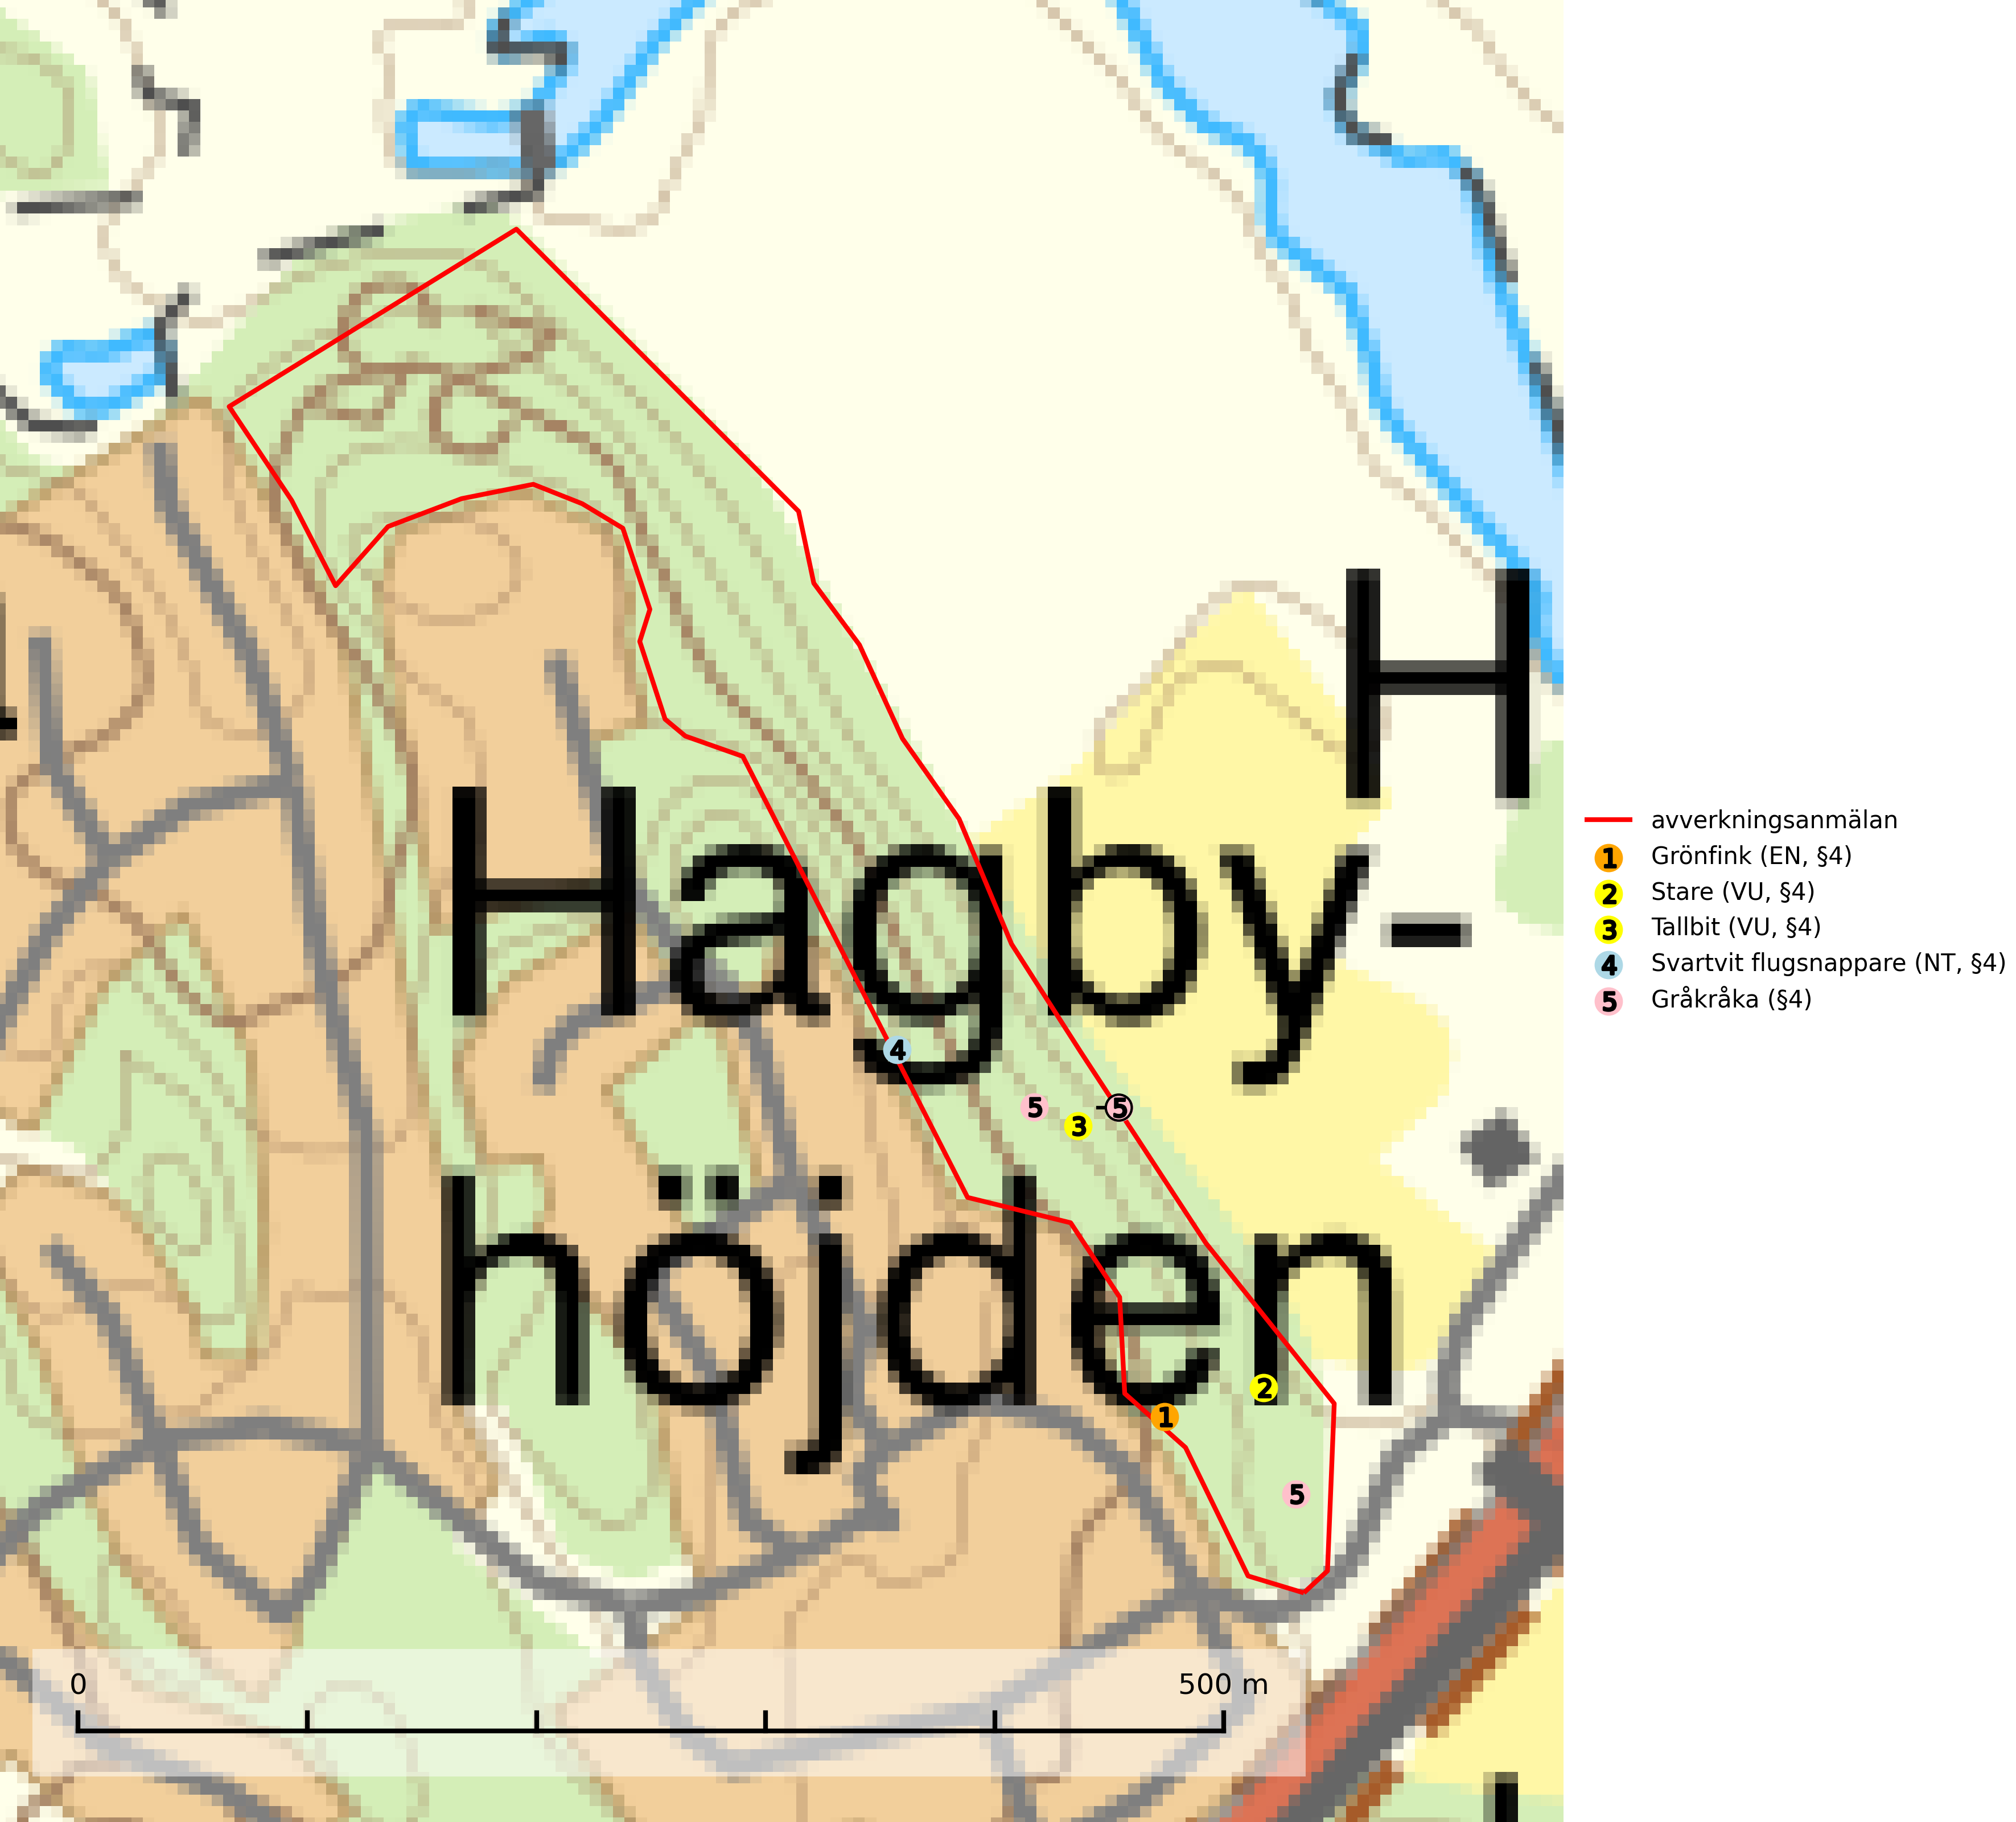 H
Hagby-
höjden
4
5
3
5
2
1
5
0
500 m
avverkningsanmälan
1 Grönfink (EN, §4)
2 Stare (VU, §4)
3 Tallbit (VU, §4)
4 Svartvit flugsnappare (NT, §4)
5 Gråkråka (§4)